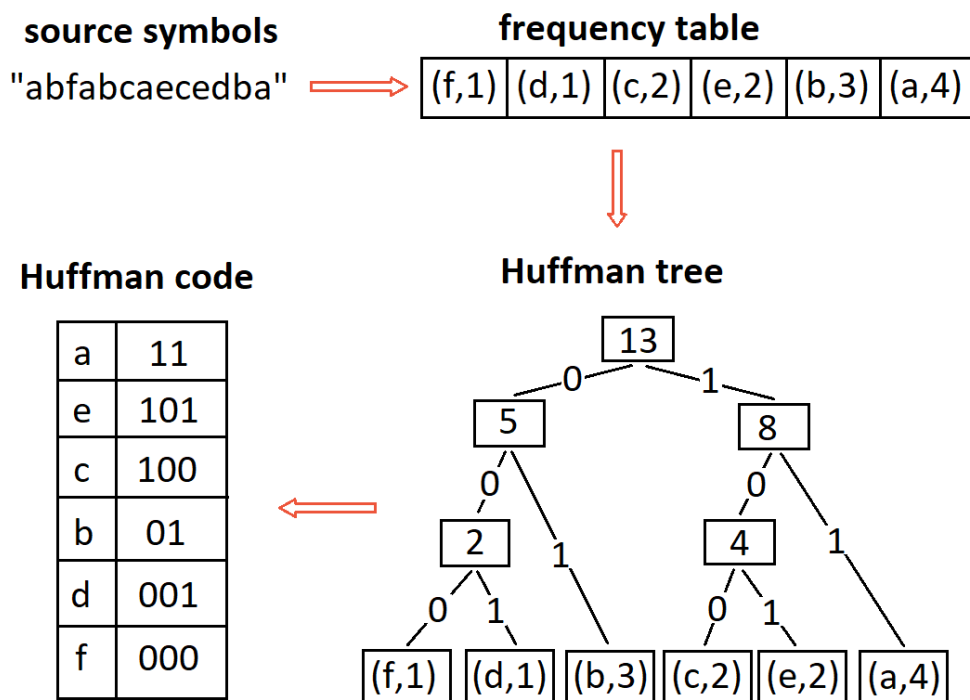 source symbols
frequency table
"abfabcaecedba"
(f,1) (d,1) (c,2) (e,2) (b,3) (a,4)
Huffman code
Huffman tree
a 11
e 101
c 100
b 01
d 001
f 000
13
0 1
5 8
0 0
2 4
1 1
0 1 0 1
(f,1) (d,1) (b,3) (c,2) (e,2) (a,4)